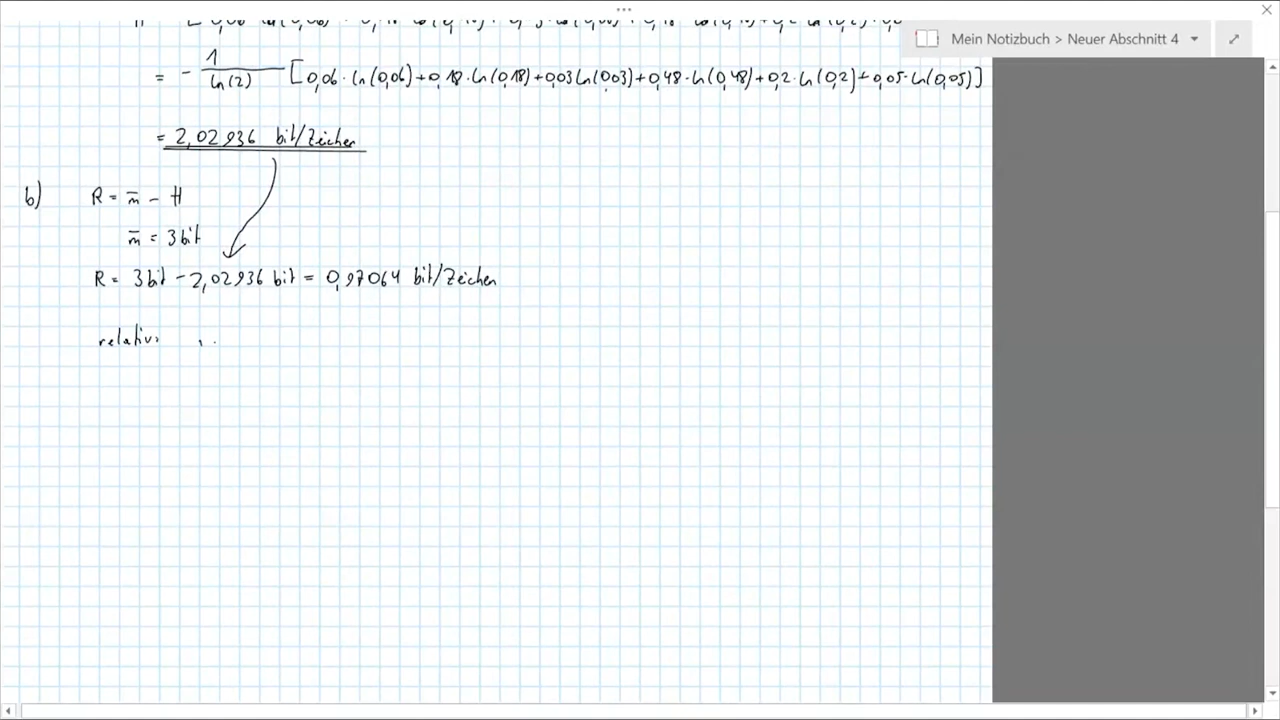 Mein Notizbuch > Neuer Abschnitt 4
= - 1/ln(2) [0,06 · ln(0,06) + 0,18 · ln(0,18) + 0,03 ln(0,03) + 0,48 · ln(0,48) + 0,2 · ln(0,2) + 0,05 · ln(0,05)]
= 2,02936 bit/Zeichen
b) R = m̄ - H
m̄ = 3 bit
R = 3 bit - 2,02936 bit = 0,97064 bit/Zeichen
relativ